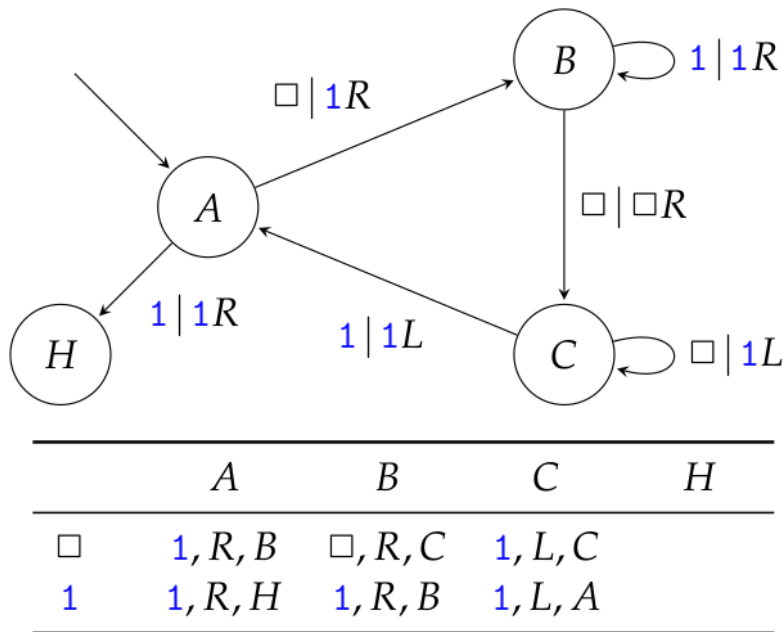 B
1 | 1R
□ | 1R
A
□ | □R
1 | 1R
1 | 1L
H
C
□ | 1L
A B C H
□ 1, R, B □, R, C 1, L, C
1 1, R, H 1, R, B 1, L, A